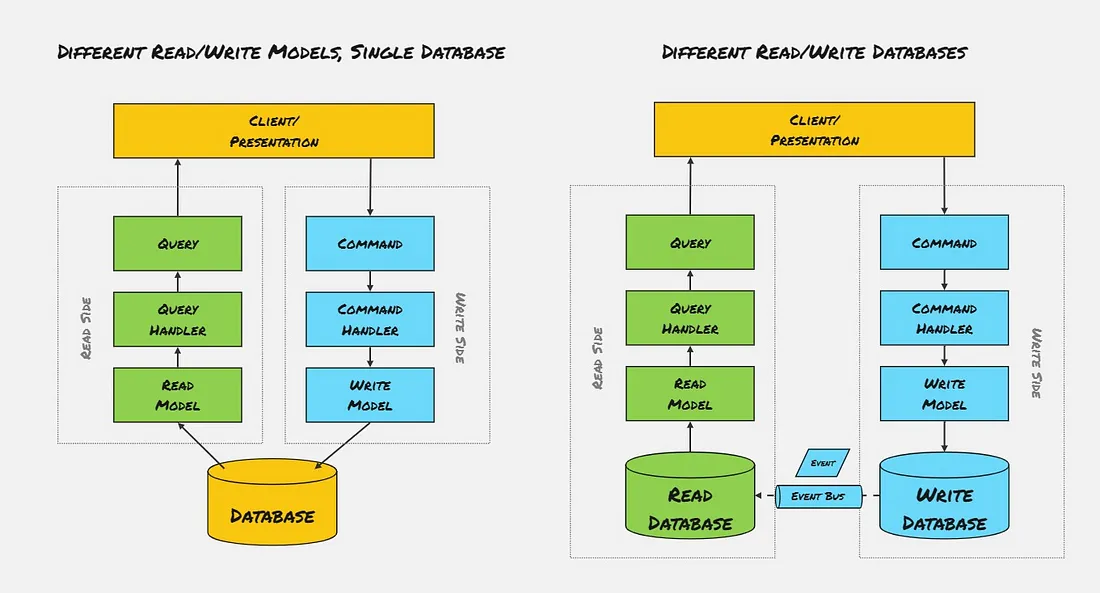 Different Read/Write Models, Single Database
Client/
Presentation
Read Side
Query
Query
Handler
Read
Model
Command
Command
Handler
Write
Model
Write Side
Database
Different Read/Write Databases
Client/
Presentation
Read Side
Query
Query
Handler
Read
Model
Read
Database
Event
Event Bus
Command
Command
Handler
Write
Model
Write
Database
Write Side